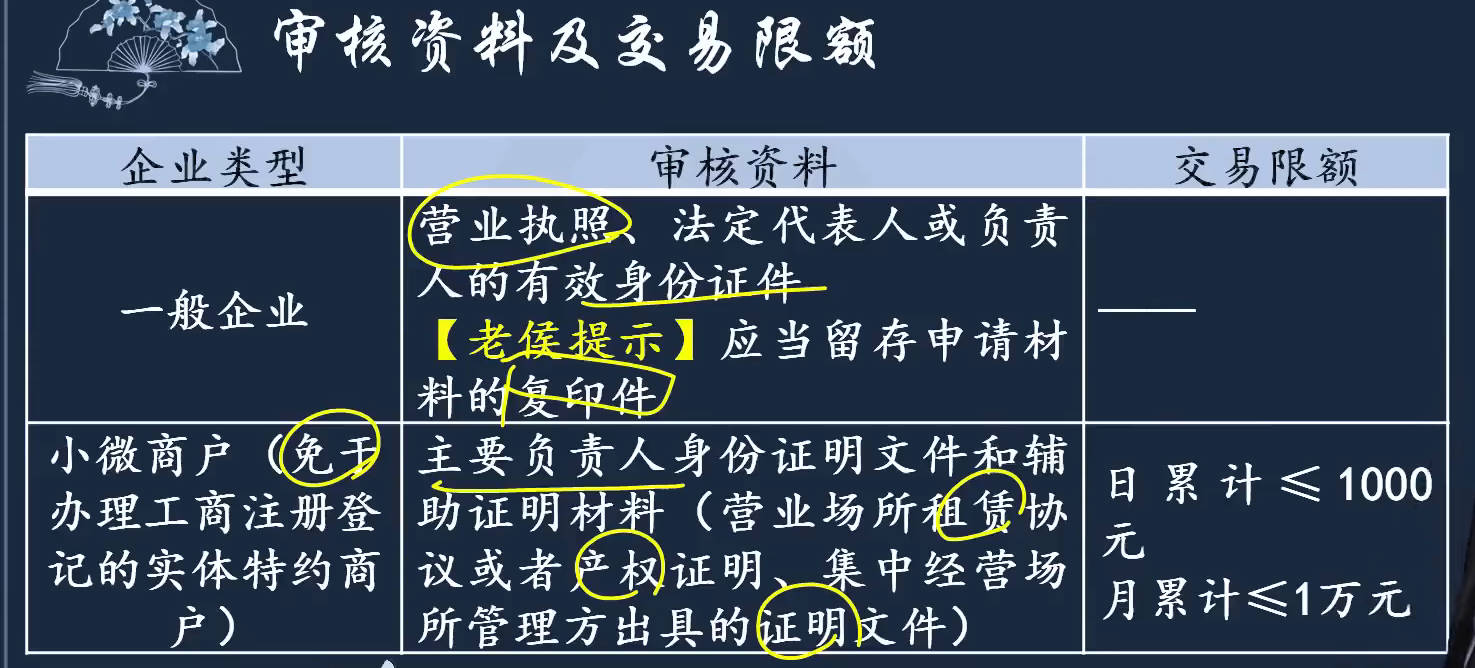 审核资料及交易限额
企业类型
审核资料
交易限额
一般企业
营业执照、法定代表人或负责
人的有效身份证件
【老侯提示】应当留存申请材
料的复印件
——
小微商户（免于
办理工商注册登
记的实体特约商
户）
主要负责人身份证明文件和辅
助证明材料（营业场所租赁协
议或者产权证明、集中经营场
所管理方出具的证明文件）
日累计≤1000
元
月累计≤1万元